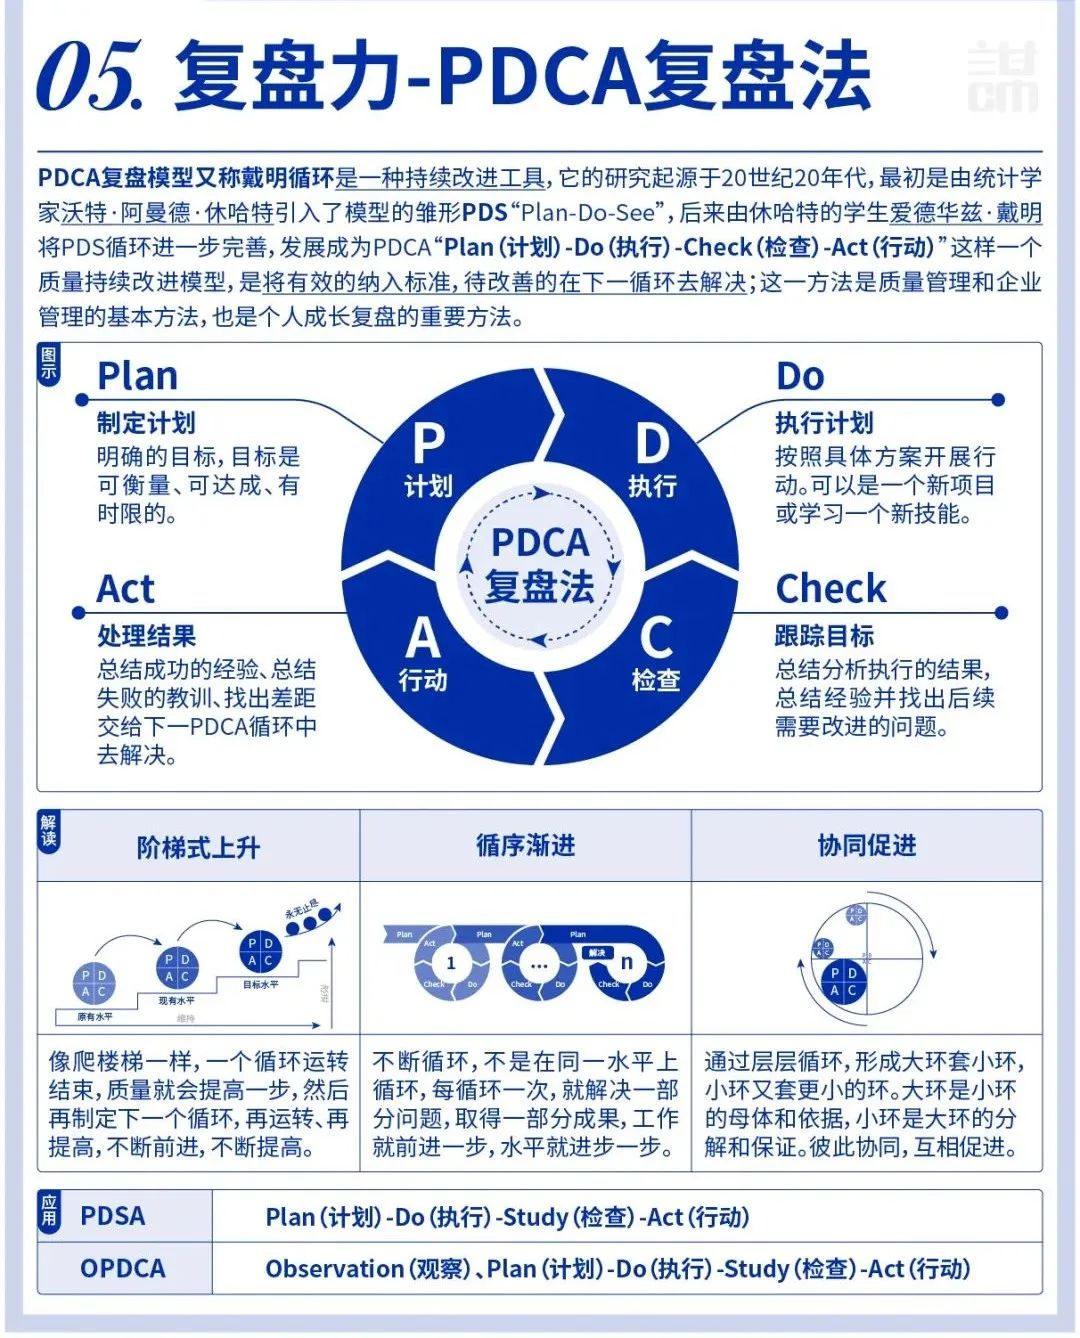 05. 复盘力-PDCA复盘法
PDCA复盘模型又称戴明循环是一种持续改进工具，它的研究起源于20世纪20年代，最初是由统计学
家沃特·阿曼德·休哈特引入了模型的雏形PDS“Plan-Do-See”，后来由休哈特的学生爱德华兹·戴明
将PDS循环进一步完善，发展成为PDCA“Plan（计划）-Do（执行）-Check（检查）-Act（行动）”这样一个
质量持续改进模型，是将有效的纳入标准，待改善的在下一循环去解决；这一方法是质量管理和企业
管理的基本方法，也是个人成长复盘的重要方法。
图示
Plan
制定计划
明确的目标，目标是
可衡量、可达成、有
时限的。
Do
执行计划
按照具体方案开展行
动。可以是一个新项目
或学习一个新技能。
P
计划
D
执行
PDCA
复盘法
A
行动
C
检查
Act
处理结果
总结成功的经验、总结
失败的教训、找出差距
交给下一PDCA循环中
去解决。
Check
跟踪目标
总结分析执行的结果，
总结经验并找出后续
需要改进的问题。
解读
阶梯式上升
循序渐进
协同促进
P D
A C
原有水平
P D
A C
现有水平
P D
A C
目标水平
永无止尽
维持
Plan
Act
1
Check
Do
Plan
Act
...
Check
Do
Plan
解决
n
Check
Do
P D
A C
P D
A C
P D
A C
P D
A C
像爬楼梯一样，一个循环运转
结束，质量就会提高一步，然后
再制定下一个循环，再运转、再
提高，不断前进，不断提高。
不断循环，不是在同一水平上
循环，每循环一次，就解决一部
分问题，取得一部分成果，工作
就前进一步，水平就进步一步。
通过层层循环，形成大环套小环，
小环又套更小的环。大环是小环
的母体和依据，小环是大环的分
解和保证。彼此协同，互相促进。
应用
PDSA
Plan（计划）-Do（执行）-Study（检查）-Act（行动）
OPDCA
Observation（观察）、Plan（计划）-Do（执行）-Study（检查）-Act（行动）